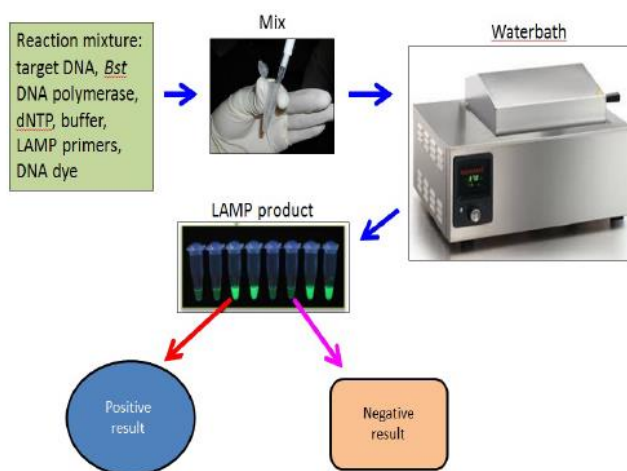 Reaction mixture:
target DNA, Bst
DNA polymerase,
dNTP, buffer,
LAMP primers,
DNA dye
Mix
Waterbath
LAMP product
Positive
result
Negative
result